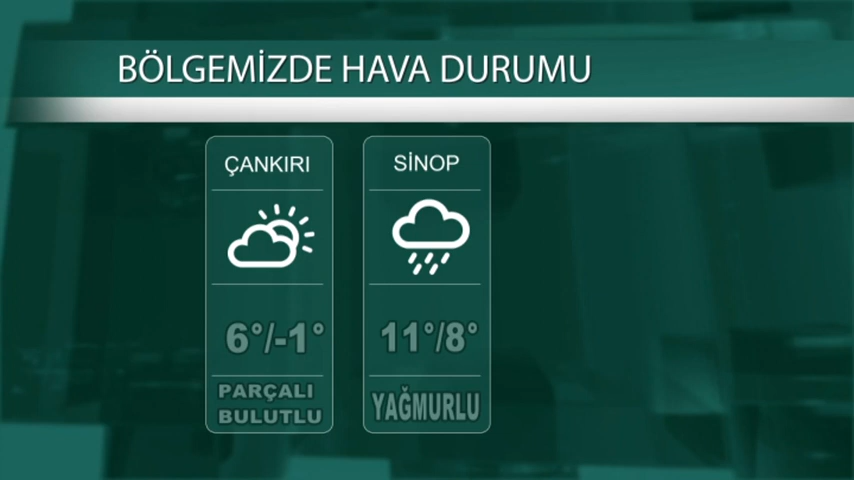 BÖLGEMİZDE HAVA DURUMU
ÇANKIRI
6°/-1°
PARÇALI
BULUTLU
SİNOP
11°/8°
YAĞMURLU